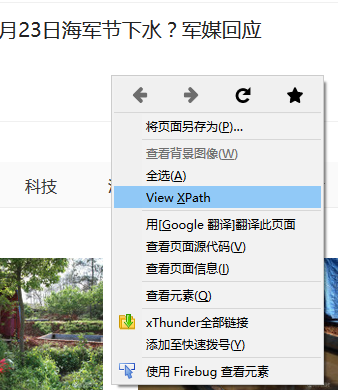 月23日海军节下水？军媒回应
将页面另存为(P)...
查看背景图像(W)
全选(A)
科技
View XPath
用[Google 翻译]翻译此页面
查看页面源代码(V)
查看页面信息(I)
查看元素(Q)
xThunder全部链接
添加至快速拨号(Y)
使用 Firebug 查看元素